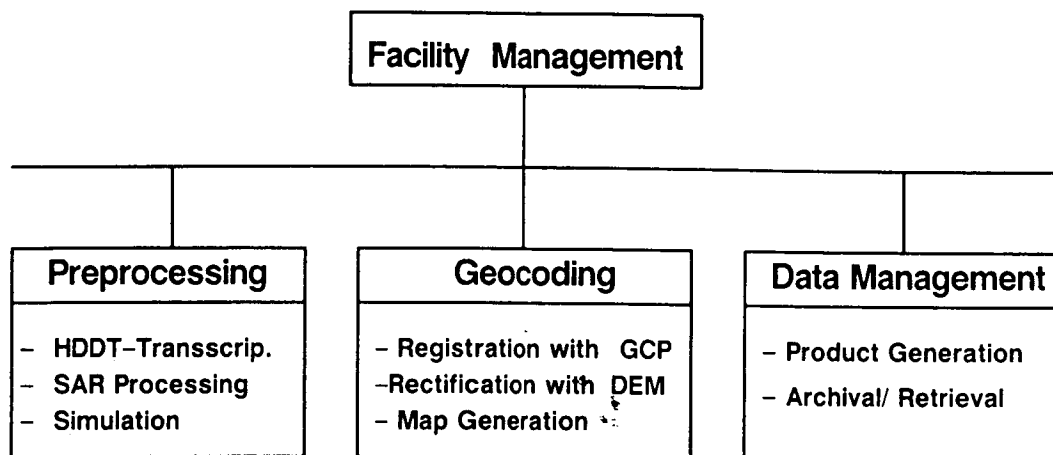 Facility Management
Preprocessing
– HDDT–Transscrip.
– SAR Processing
– Simulation
Geocoding
– Registration with GCP
–Rectification with DEM
– Map Generation
Data Management
– Product Generation
– Archival/ Retrieval